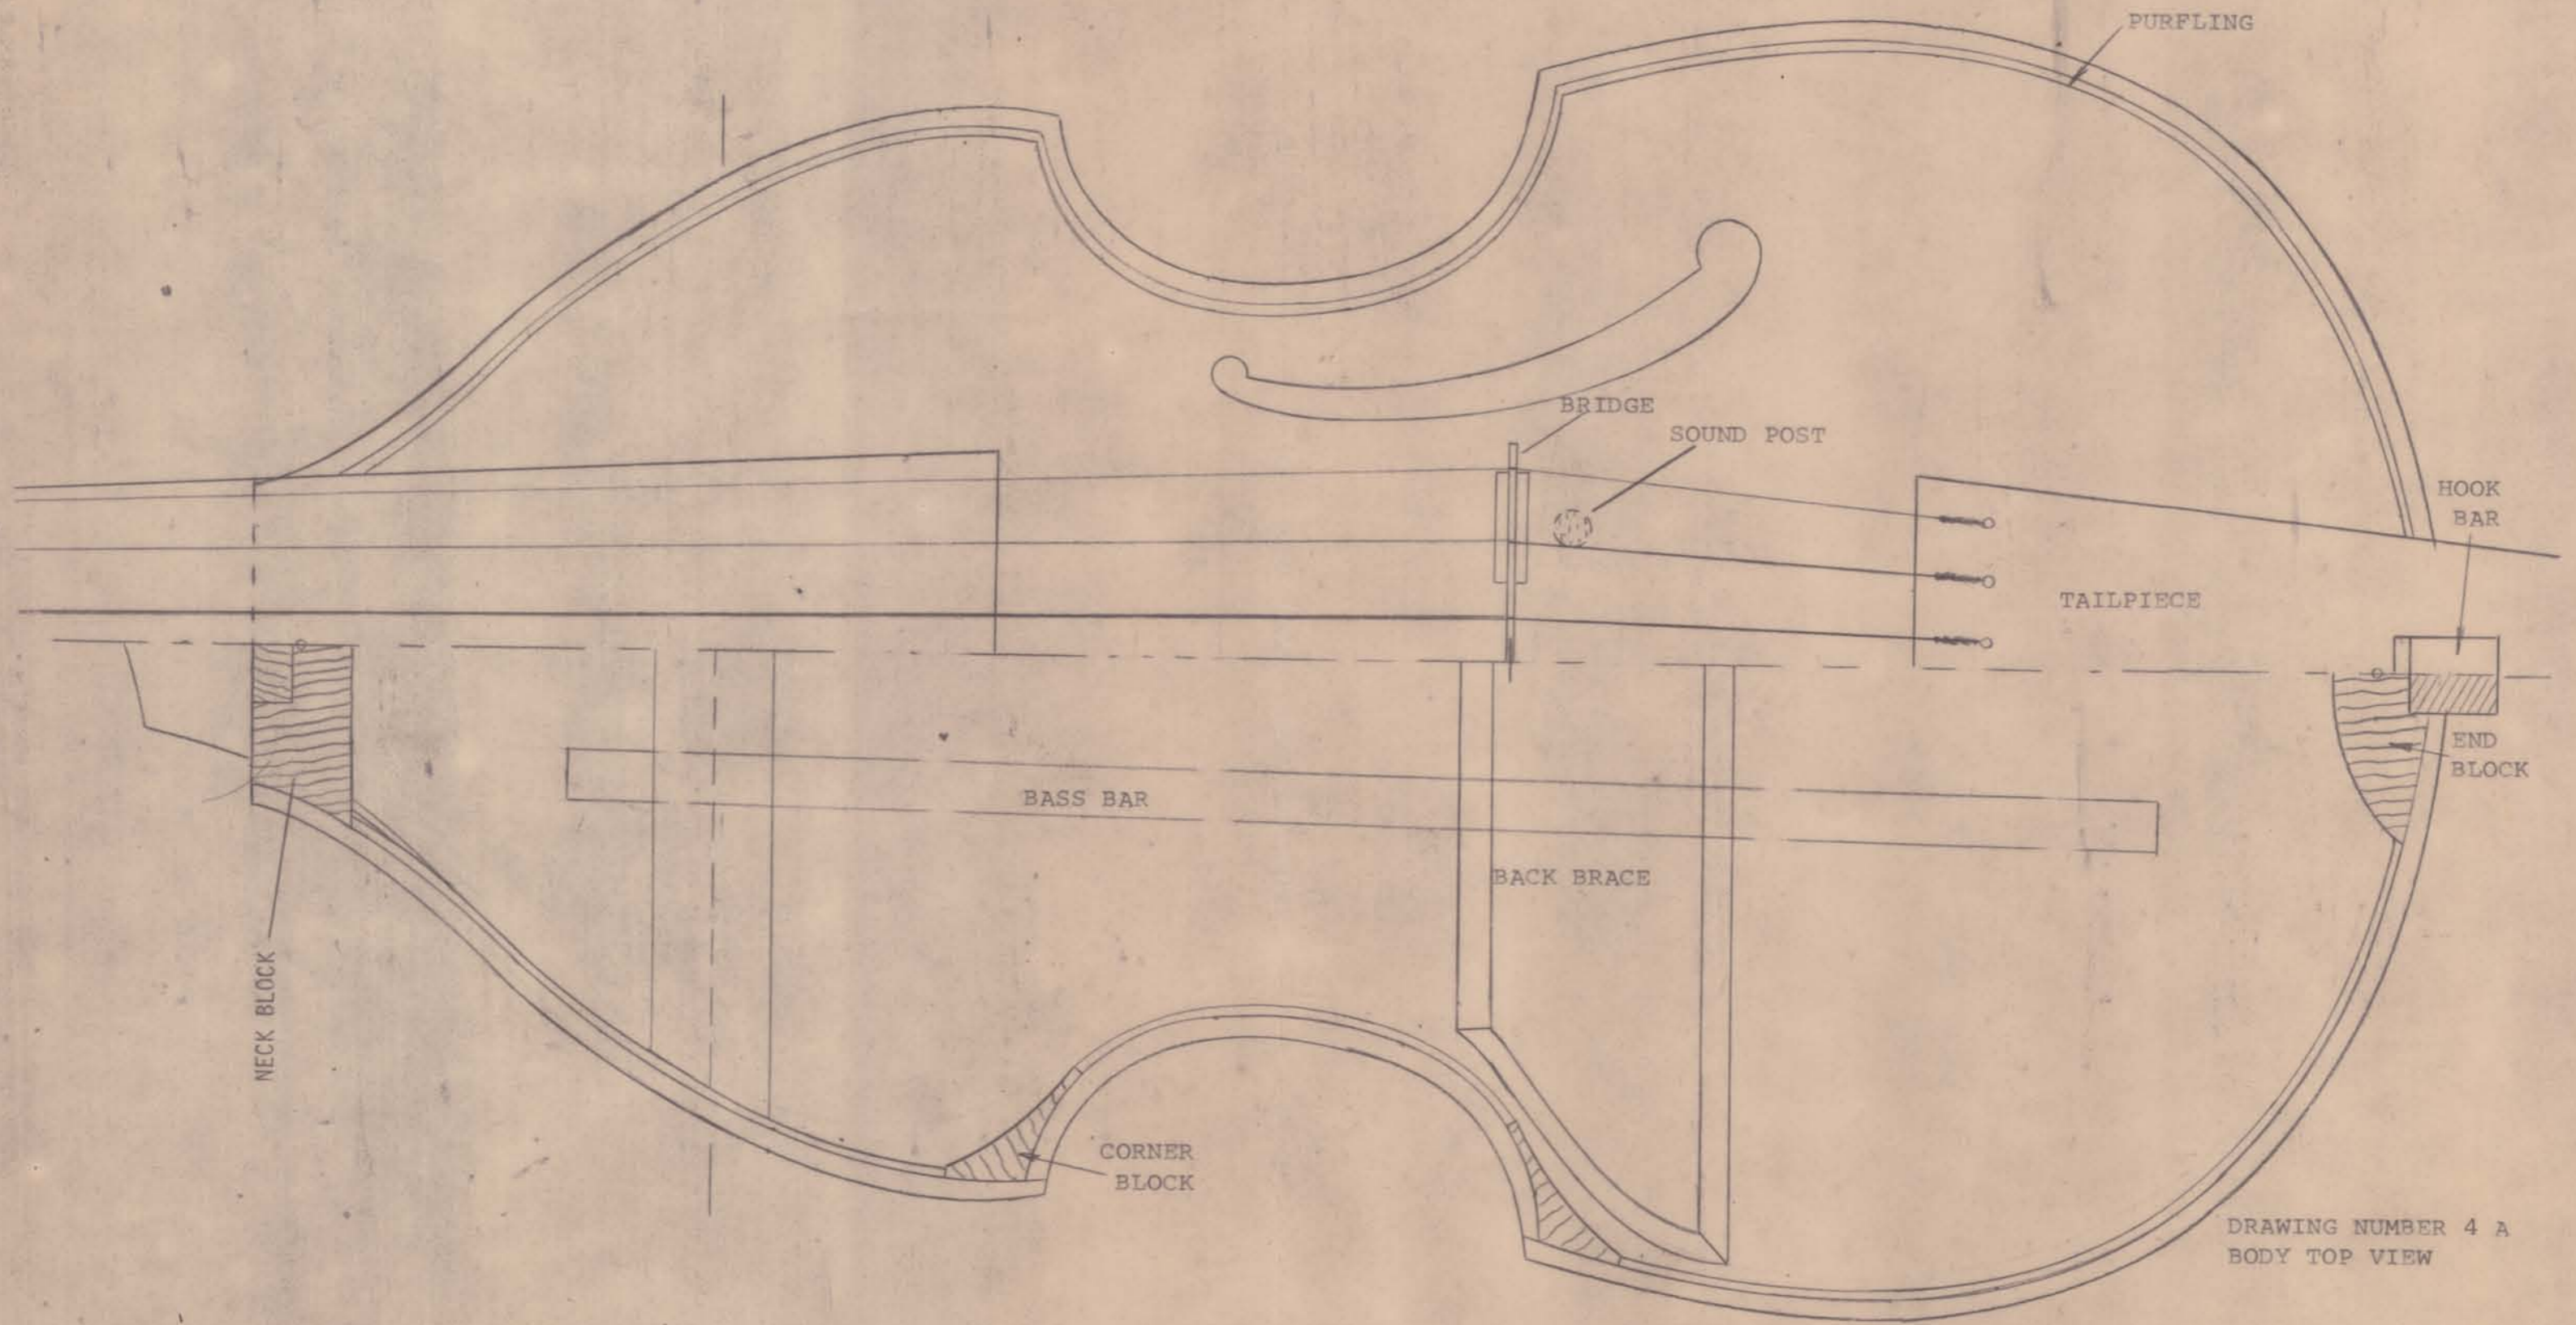 PURFLING
BRIDGE
SOUND POST
HOOK
BAR
TAILPIECE
END
BLOCK
BASS BAR
BACK BRACE
NECK BLOCK
CORNER
BLOCK
DRAWING NUMBER 4 A
BODY TOP VIEW